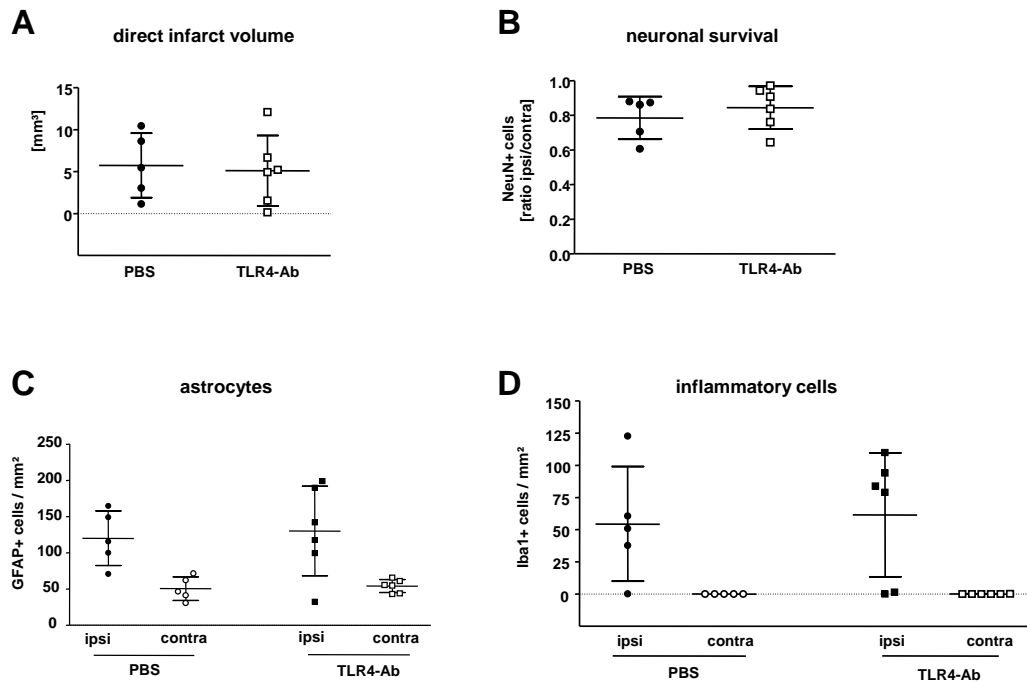 A
direct infarct volume
[mm³]
15
10
5
0
PBS
TLR4-Ab
B
neuronal survival
NeuN+ cells
[ratio ipsi/contra]
1.0
0.8
0.6
0.4
0.2
0.0
PBS
TLR4-Ab
C
astrocytes
GFAP+ cells / mm²
250
200
150
100
50
0
ipsi
contra
ipsi
contra
PBS
TLR4-Ab
D
inflammatory cells
Iba1+ cells / mm²
150
125
100
75
50
25
0
ipsi
contra
ipsi
contra
PBS
TLR4-Ab